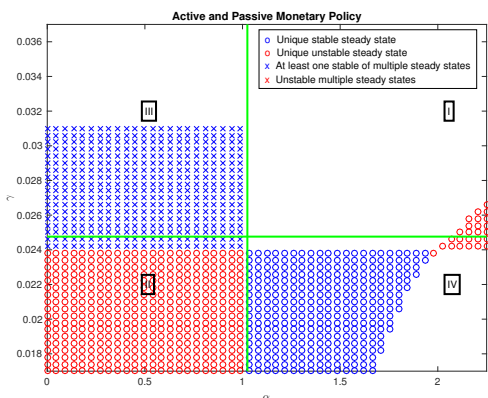 Active and Passive Monetary Policy
Unique stable steady state
Unique unstable steady state
At least one stable of multiple steady states
Unstable multiple steady states
III
I
II
IV
0.036
0.034
0.032
0.03
0.028
0.026
0.024
0.022
0.02
0.018
γ
0
0.5
1
1.5
2